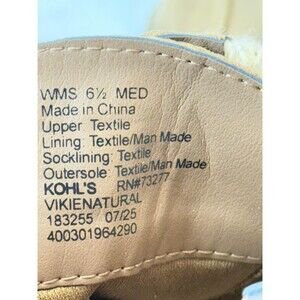 WMS 6½ MED
Made in China
Upper: Textile
Lining: Textile/Man Made
Socklining: Textile
Outersole: Textile/Man Made
KOHL'S RN#73277
VIKIENATURAL
183255 07/25
400301964290